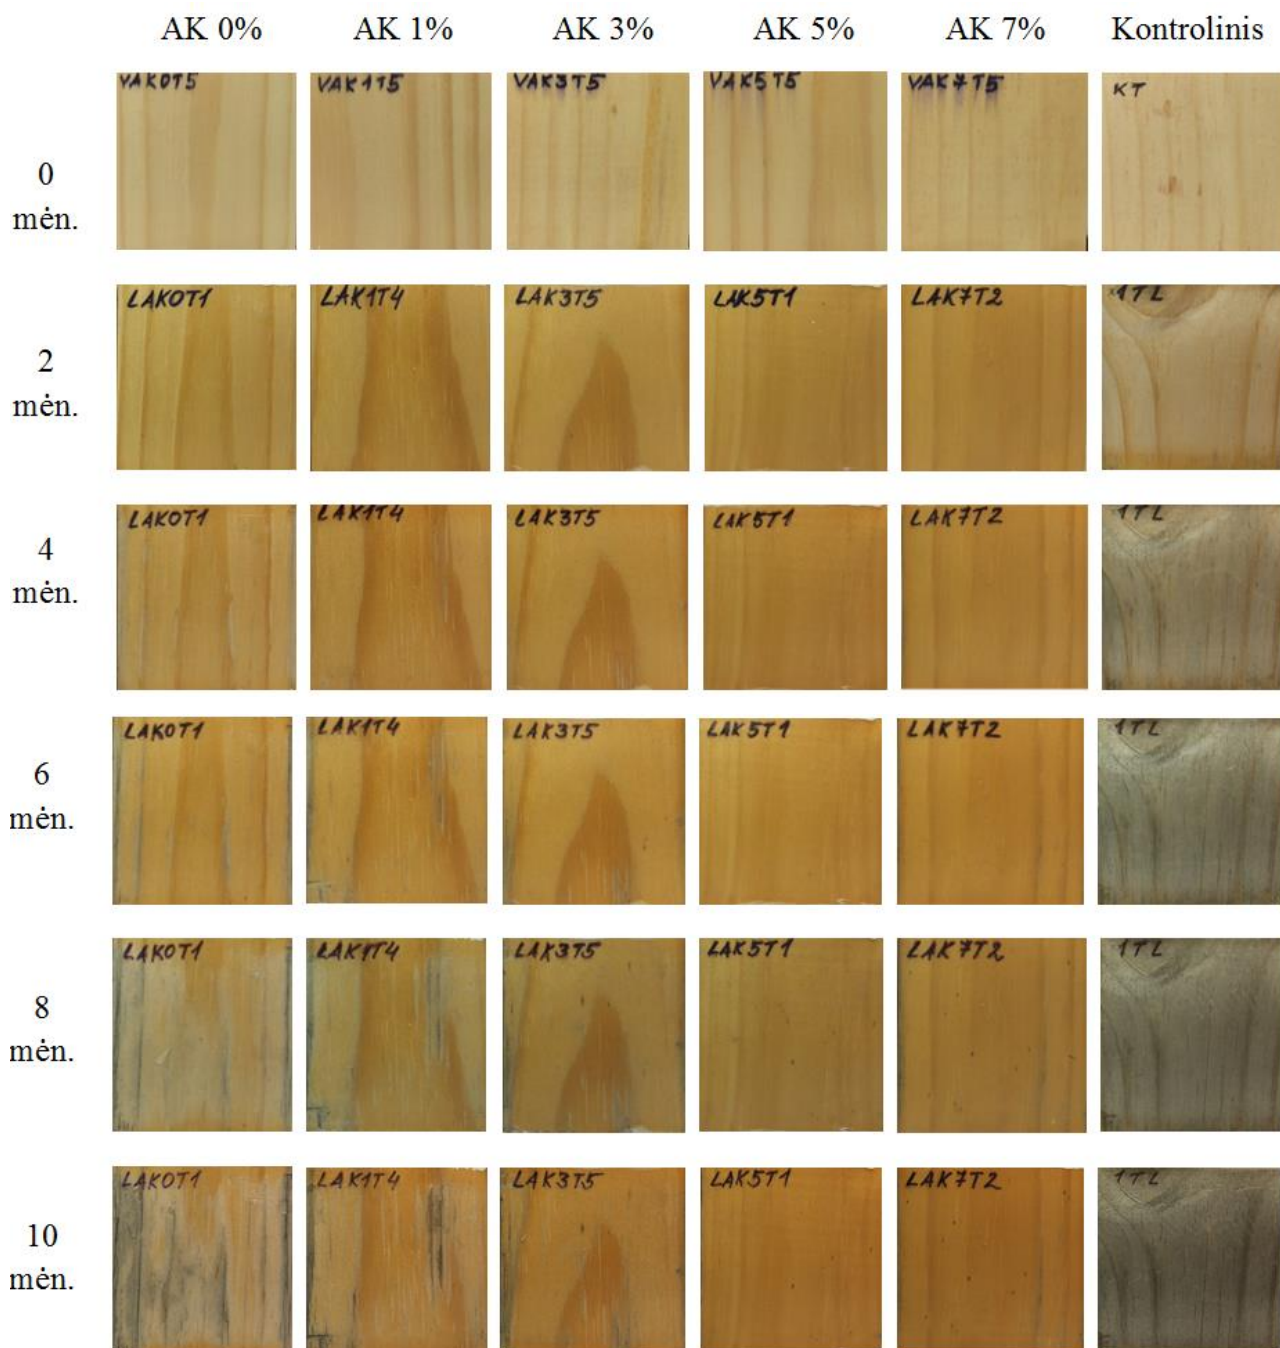 AK 0% AK 1% AK 3% AK 5% AK 7% Kontrolinis
VAK0T5 VAK1T5 VAK3T5 VAK5T5 VAK7T5 KT
0
mėn.
LAK0T1 LAK1T4 LAK3T5 LAK5T1 LAK7T2 1TL
2
mėn.
LAK0T1 LAK1T4 LAK3T5 LAK5T1 LAK7T2 1TL
4
mėn.
LAK0T1 LAK1T4 LAK3T5 LAK5T1 LAK7T2 1TL
6
mėn.
LAK0T1 LAK1T4 LAK3T5 LAK5T1 LAK7T2 1TL
8
mėn.
LAK0T1 LAK1T4 LAK3T5 LAK5T1 LAK7T2 1TL
10
mėn.